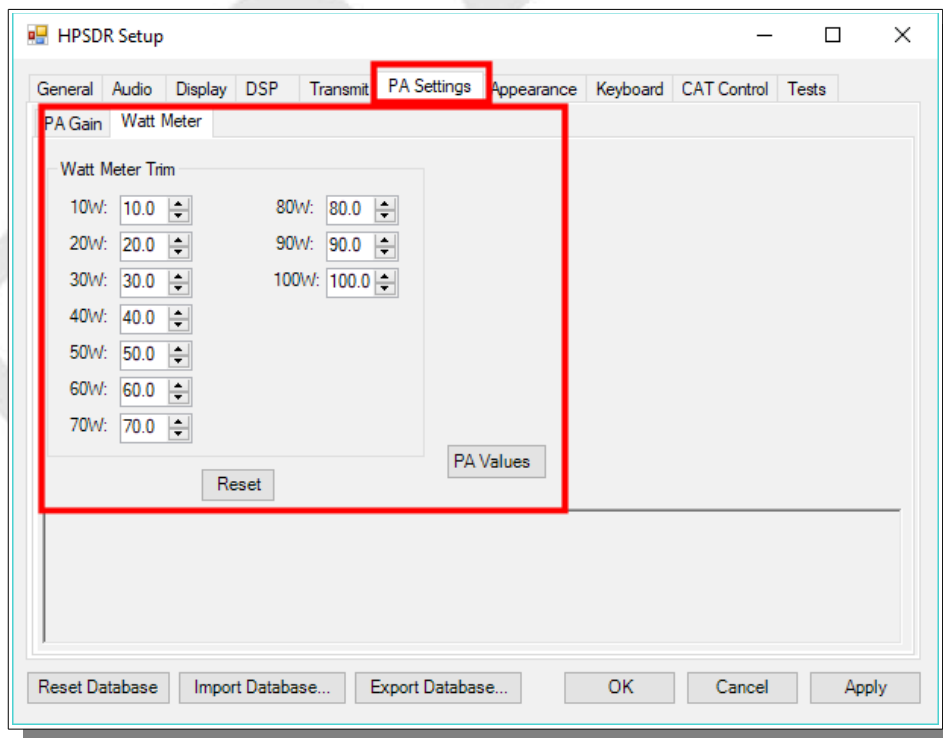 HPSDR Setup
General Audio Display DSP Transmit PA Settings Appearance Keyboard CAT Control Tests
PA Gain Watt Meter
Watt Meter Trim
10W: 10.0 80W: 80.0
20W: 20.0 90W: 90.0
30W: 30.0 100W: 100.0
40W: 40.0
50W: 50.0
60W: 60.0
70W: 70.0
PA Values
Reset
Reset Database Import Database... Export Database... OK Cancel Apply